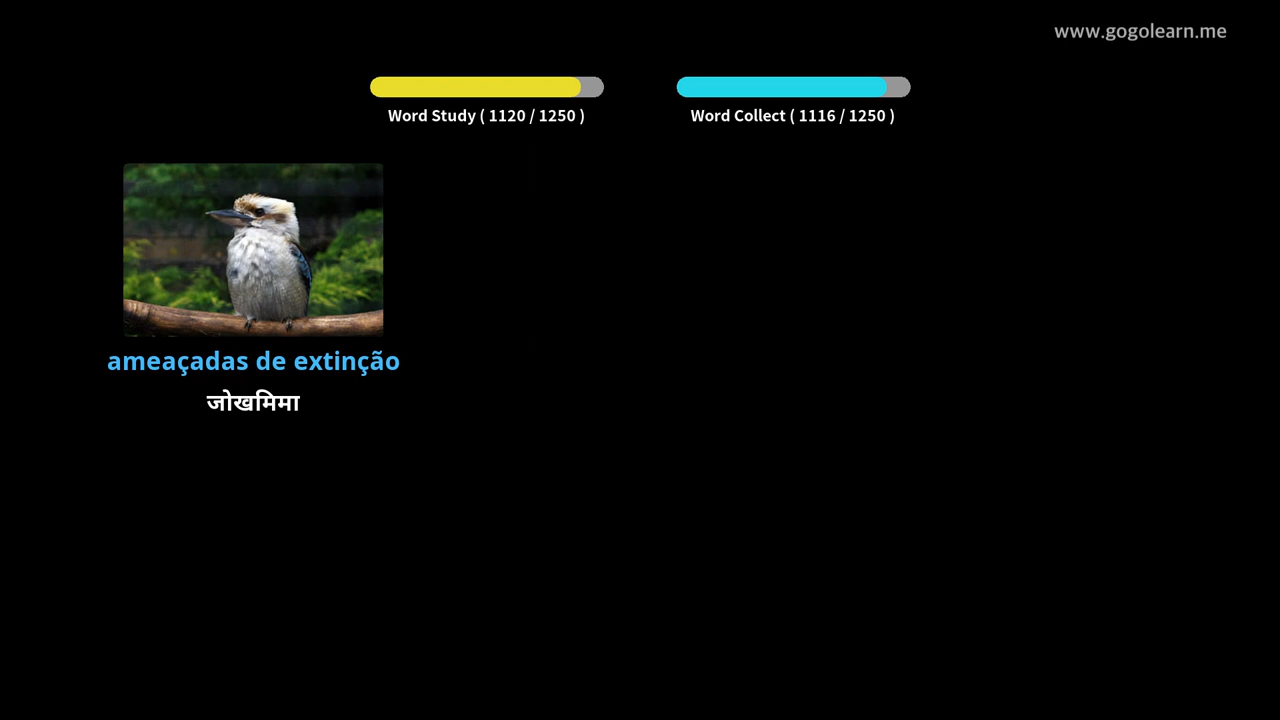 www.gogolearn.me
Word Study ( 1120 / 1250 )
Word Collect ( 1116 / 1250 )
ameaçadas de extinção
जोखमिमा